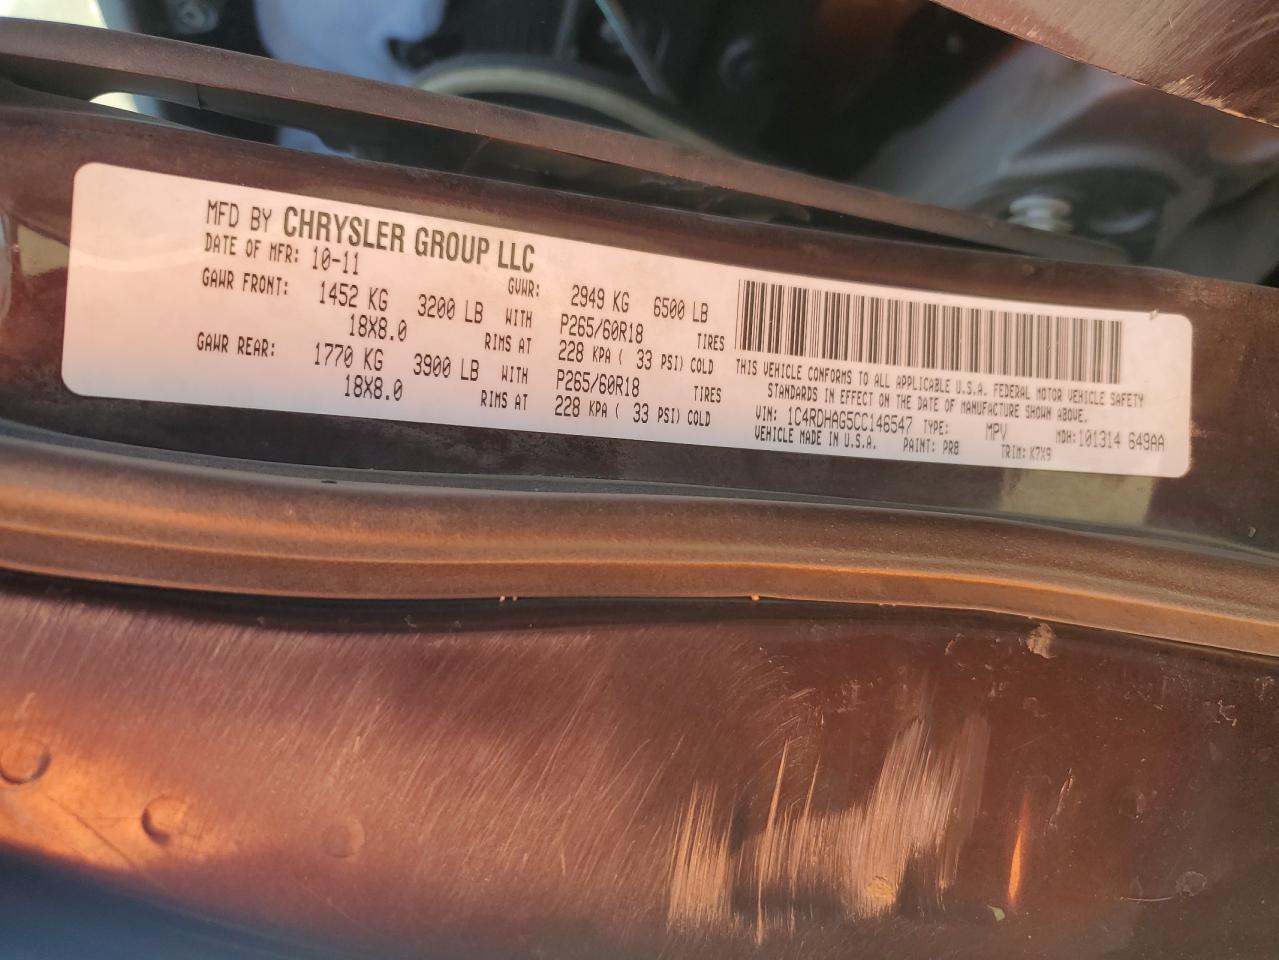 MFD BY CHRYSLER GROUP LLC
DATE OF MFR: 10-11 GVWR: 2949 KG 6500 LB
GAWR FRONT: 1452 KG 3200 LB WITH P265/60R18 TIRES
18X8.0 RIMS AT 228 KPA ( 33 PSI) COLD
GAWR REAR: 1770 KG 3900 LB WITH P265/60R18 TIRES
18X8.0 RIMS AT 228 KPA ( 33 PSI) COLD
THIS VEHICLE CONFORMS TO ALL APPLICABLE U.S.A. FEDERAL MOTOR VEHICLE SAFETY
STANDARDS IN EFFECT ON THE DATE OF MANUFACTURE SHOWN ABOVE.
VIN: 1C4RDHAG5CC146547 TYPE: MPV MDH: 101314 649AA
VEHICLE MADE IN U.S.A. PAINT: PR8 TRIM: K7X9